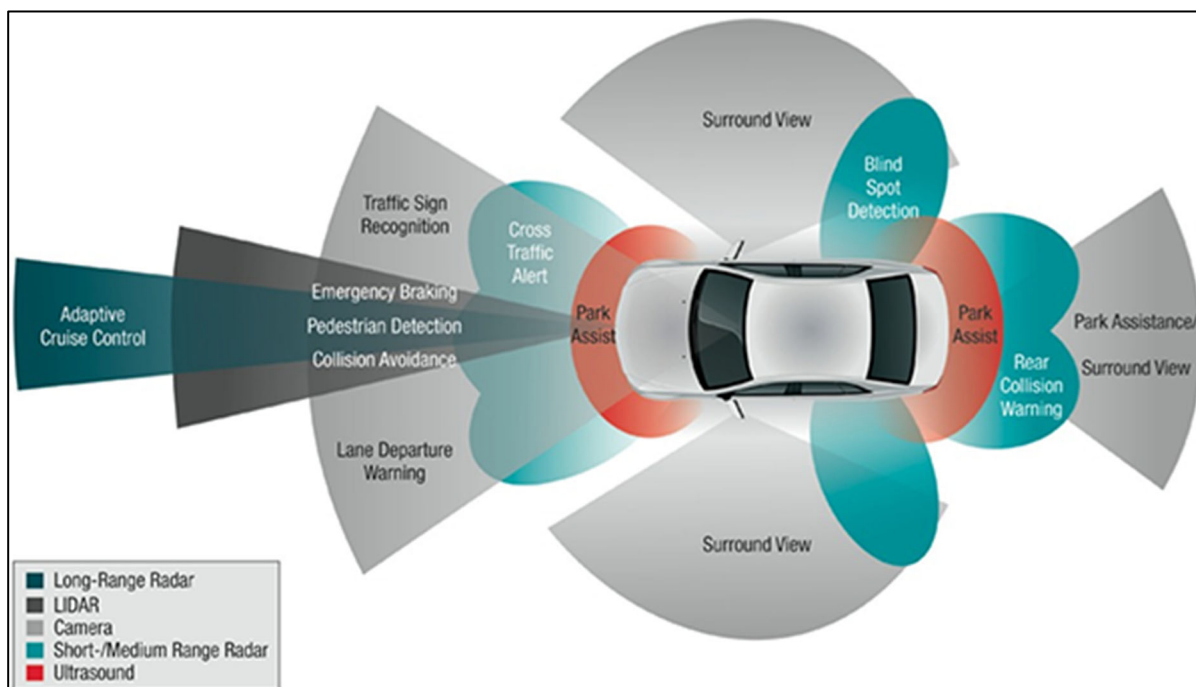 Surround View
Blind
Spot
Detection
Traffic Sign
Recognition
Cross
Traffic
Alert
Emergency Braking
Adaptive
Cruise Control
Pedestrian Detection
Collision Avoidance
Park
Assist
Park
Assist
Park Assistance/
Surround View
Rear
Collision
Warning
Lane Departure
Warning
Surround View
Long-Range Radar
LIDAR
Camera
Short-/Medium Range Radar
Ultrasound